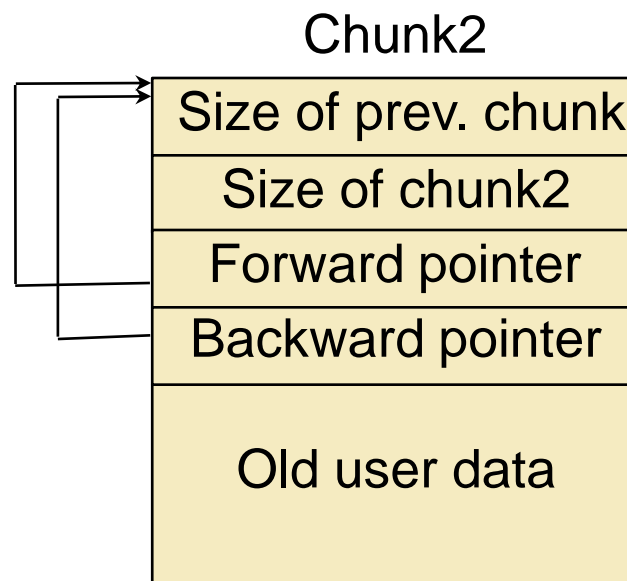 Chunk2
Size of prev. chunk
Size of chunk2
Forward pointer
Backward pointer
Old user data